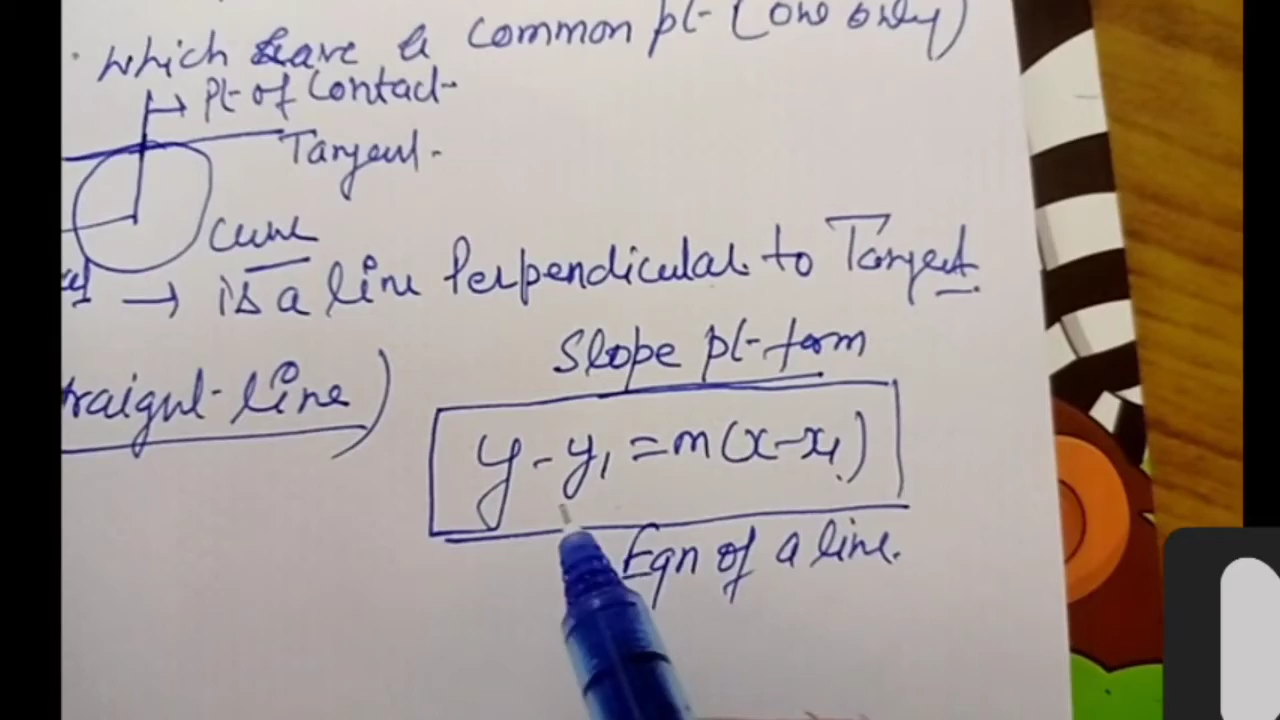 which have a common pt- (one only)
→ Pt- of Contact-
Tangent-
Curve
→ is a line Perpendicular to Tangent
Slope pt- form
straight line)
y - y₁ = m(x - x₁)
Eqn of a line.